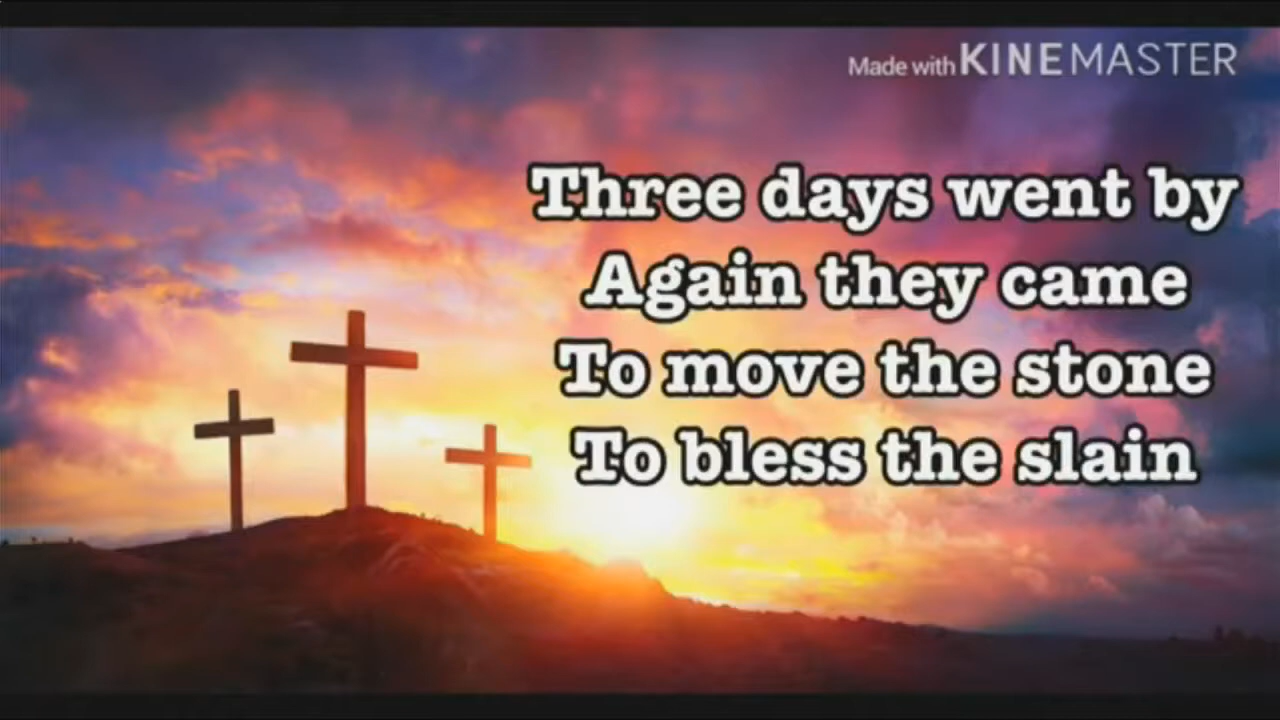 Made with KINEMASTER
Three days went by
Again they came
To move the stone
To bless the slain